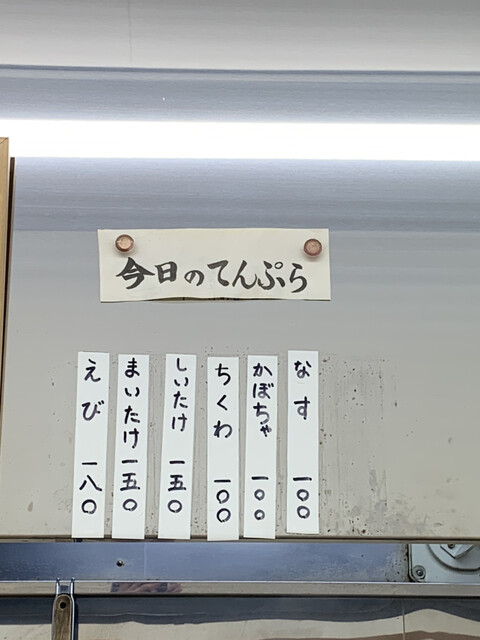 今日のてんぷら
なす 一〇〇
かぼちゃ 一〇〇
ちくわ 一〇〇
しいたけ 一五〇
まいたけ 一五〇
えび 一八〇